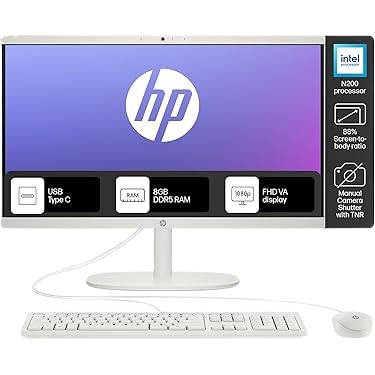 hp
intel
processor
N200
processor
88%
Screen-to-
body ratio
Manual
Camera
Shutter
with TNR
USB
Type C
RAM
8GB
DDR5 RAM
1080p
FHD VA
display
hp